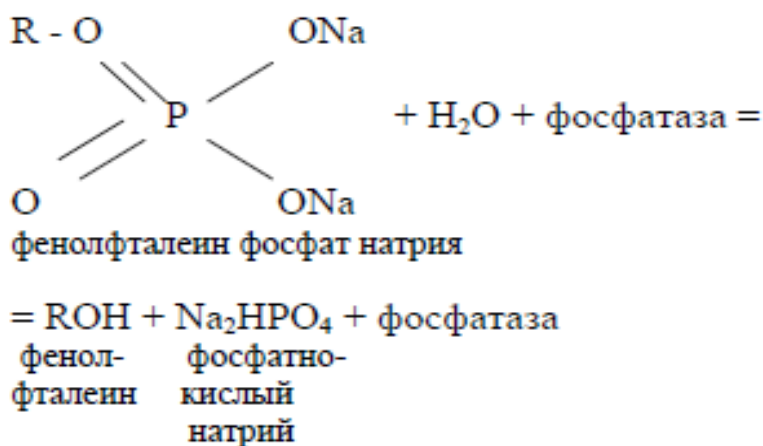 R - O ONa
P + H₂O + фосфатаза =
O ONa
фенолфталеин фосфат натрия
= ROH + Na₂HPO₄ + фосфатаза
фенол- фосфатно-
фталеин кислый
натрий